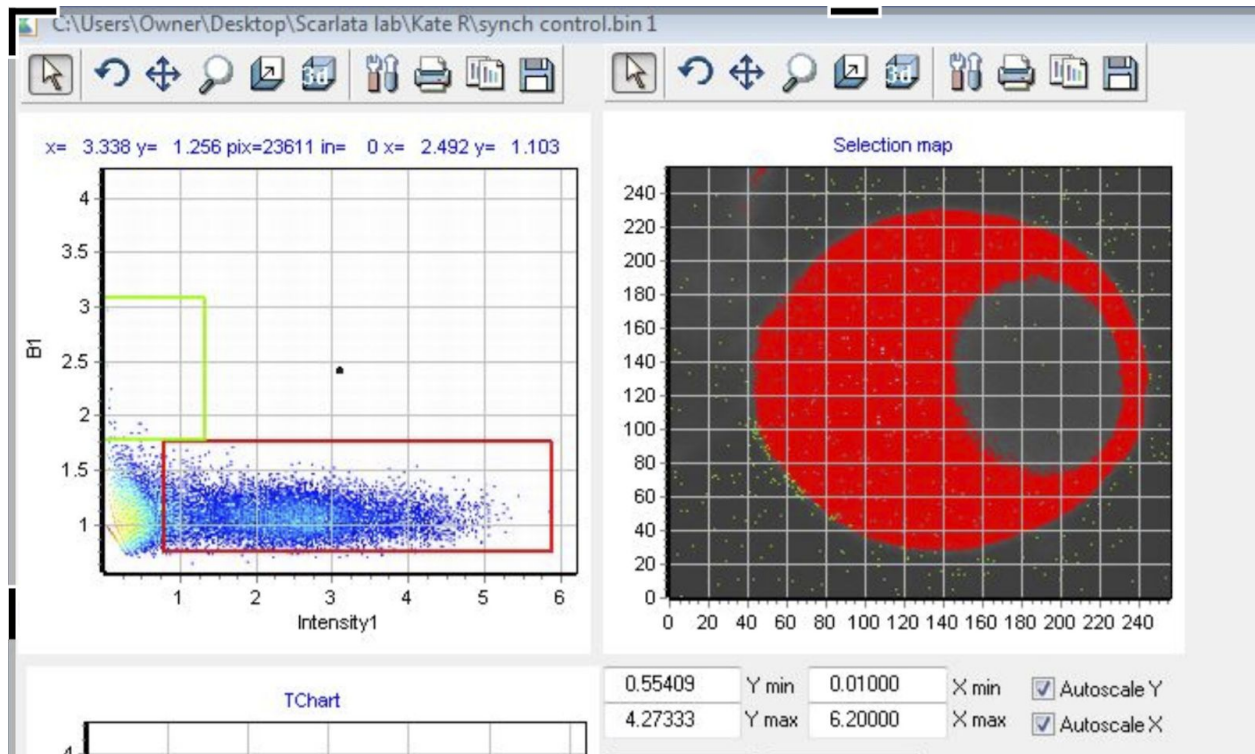 C:\Users\Owner\Desktop\Scarlata lab\Kate R\synch control.bin 1
3d
3d
x= 3.338 y= 1.256 pix=23611 in= 0 x= 2.492 y= 1.103
4
3.5
3
2.5
2
1.5
1
B1
1 2 3 4 5 6
Intensity1
Selection map
240
220
200
180
160
140
120
100
80
60
40
20
0
0 20 40 60 80 100 120 140 160 180 200 220 240
TChart
4
0.55409 Y min 0.01000 X min Autoscale Y
4.27333 Y max 6.20000 X max Autoscale X